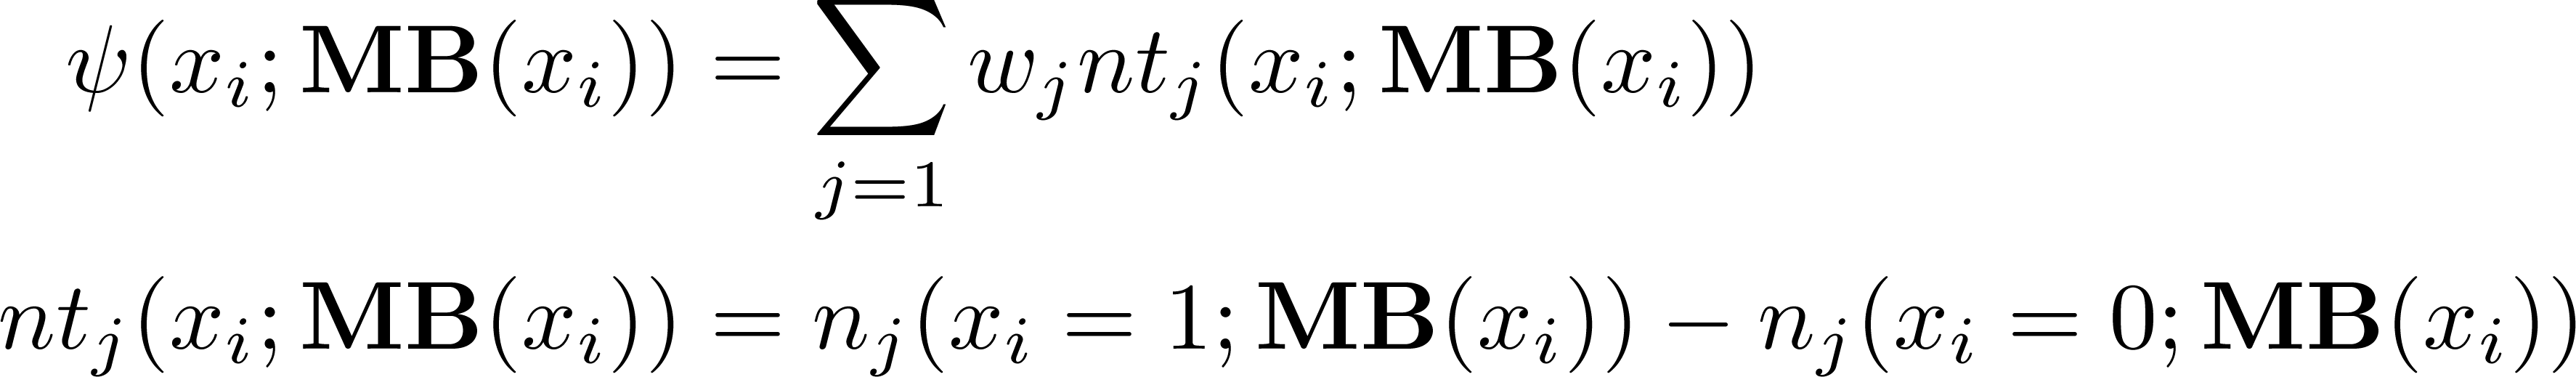 ψ(x_i; MB(x_i)) = ∑_{j=1} w_j nt_j(x_i; MB(x_i))
nt_j(x_i; MB(x_i)) = n_j(x_i = 1; MB(x_i)) − n_j(x_i = 0; MB(x_i))